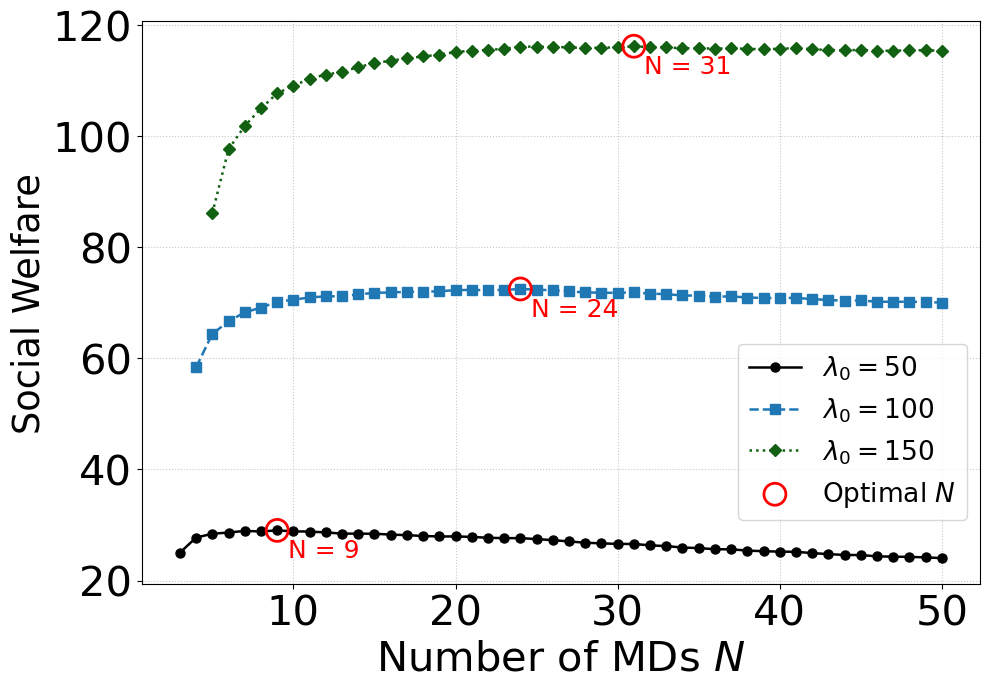 120
100
80
60
40
20
Social Welfare
N = 31
N = 24
N = 9
λ₀ = 50
λ₀ = 100
λ₀ = 150
Optimal N
10 20 30 40 50
Number of MDs N